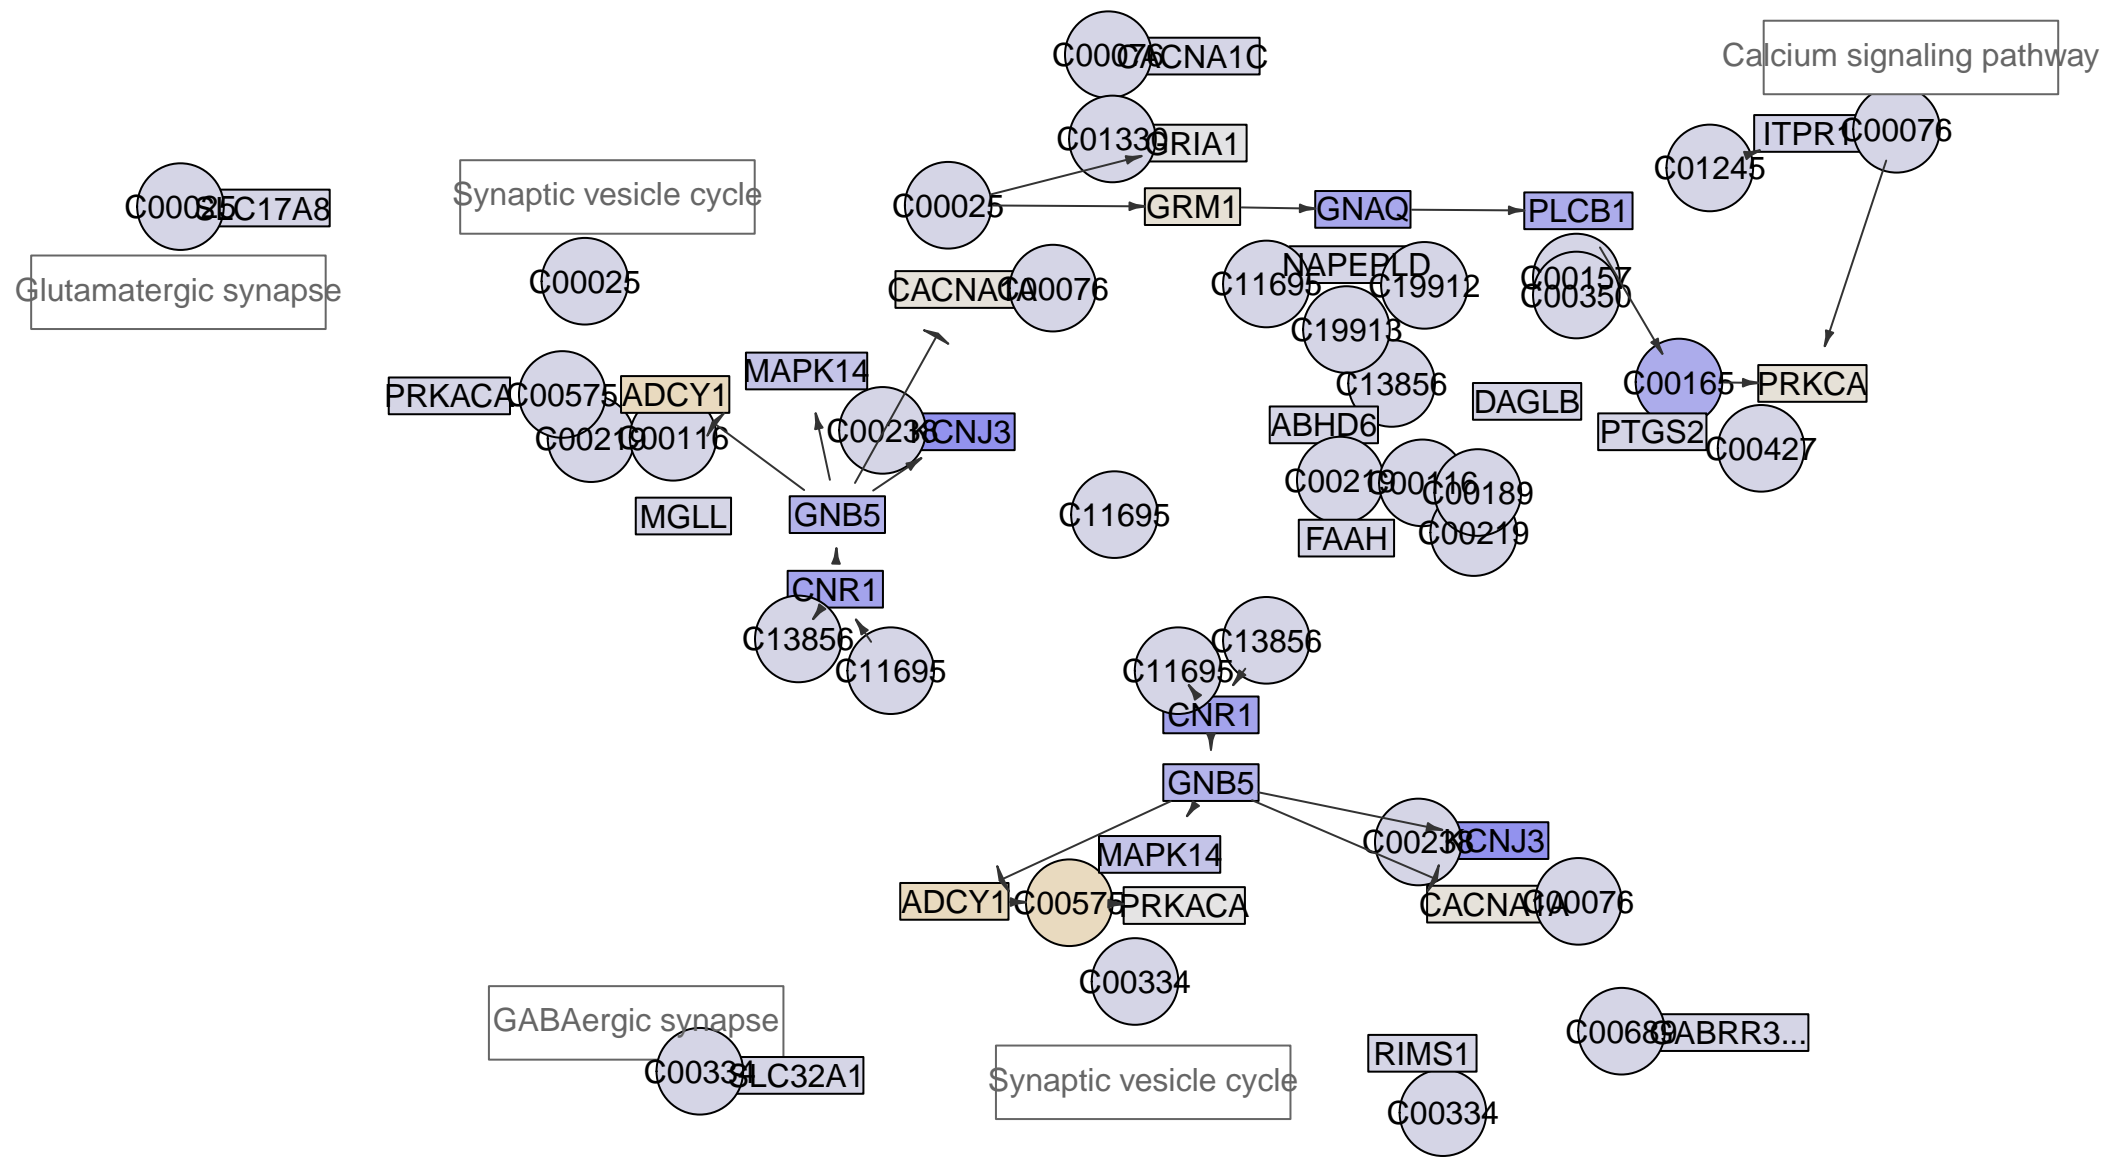 C00076
CACNA1C
Calcium signaling pathway
C01330
GRIA1
ITPR1
C00076
C01245
C00025
SLC17A8
Synaptic vesicle cycle
C00025
GRM1
GNAQ
PLCB1
Glutamatergic synapse
C00025
CACNA1A
C00076
C11695
NAPEPLD
C19912
C19913
C00157
C00350
C13856
MAPK14
PRKACA
C00575
ADCY1
C00219
C00116
C00238
KCNJ3
ABHD6
DAGLB
C00165
PRKCA
PTGS2
C00427
MGLL
GNB5
C11695
C00219
C00116
C00189
C00219
FAAH
CNR1
C13856
C11695
C13856
C11695
CNR1
GNB5
MAPK14
C00238
KCNJ3
ADCY1
C00575
PRKACA
CACNA1A
C00076
C00334
GABAergic synapse
C00334
SLC32A1
Synaptic vesicle cycle
RIMS1
C00334
C00689
GABRR3...